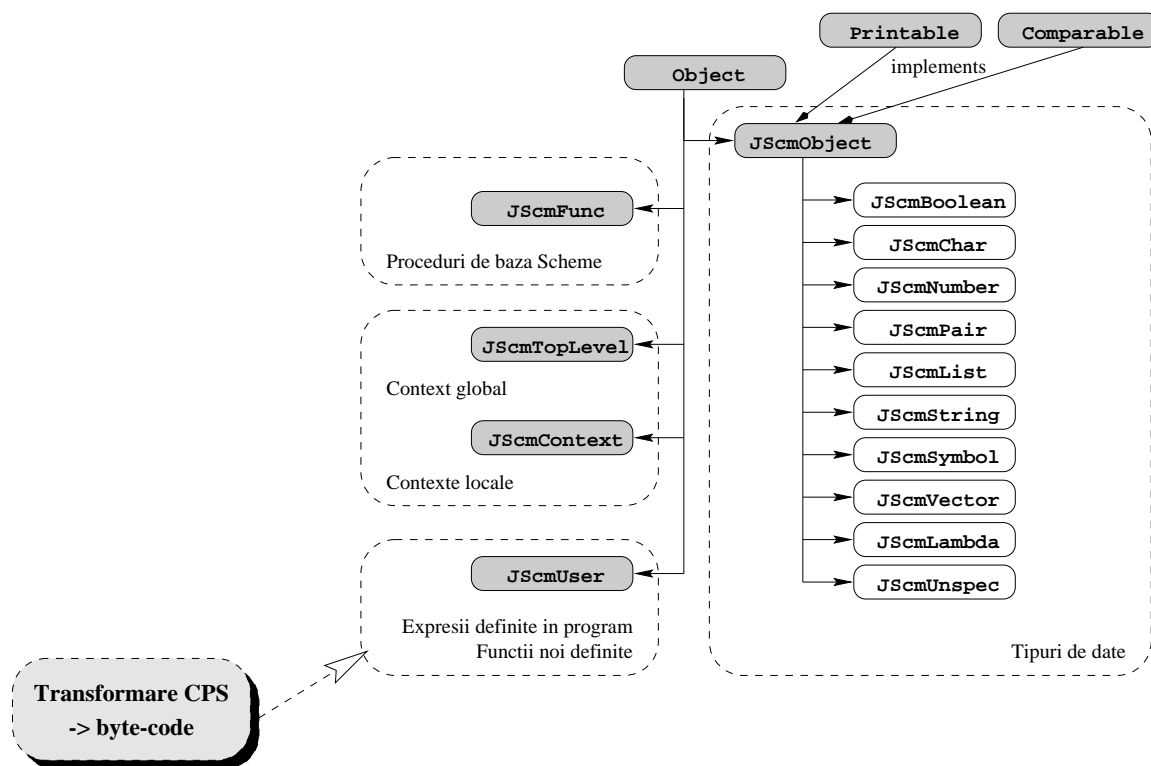 Printable
Comparable
implements
Object
JScmObject
JScmFunc
Proceduri de baza Scheme
JScmTopLevel
Context global
JScmContext
Contexte locale
JScmUser
Expresii definite in program
Functii noi definite
JScmBoolean
JScmChar
JScmNumber
JScmPair
JScmList
JScmString
JScmSymbol
JScmVector
JScmLambda
JScmUnspec
Tipuri de date
Transformare CPS
-> byte-code